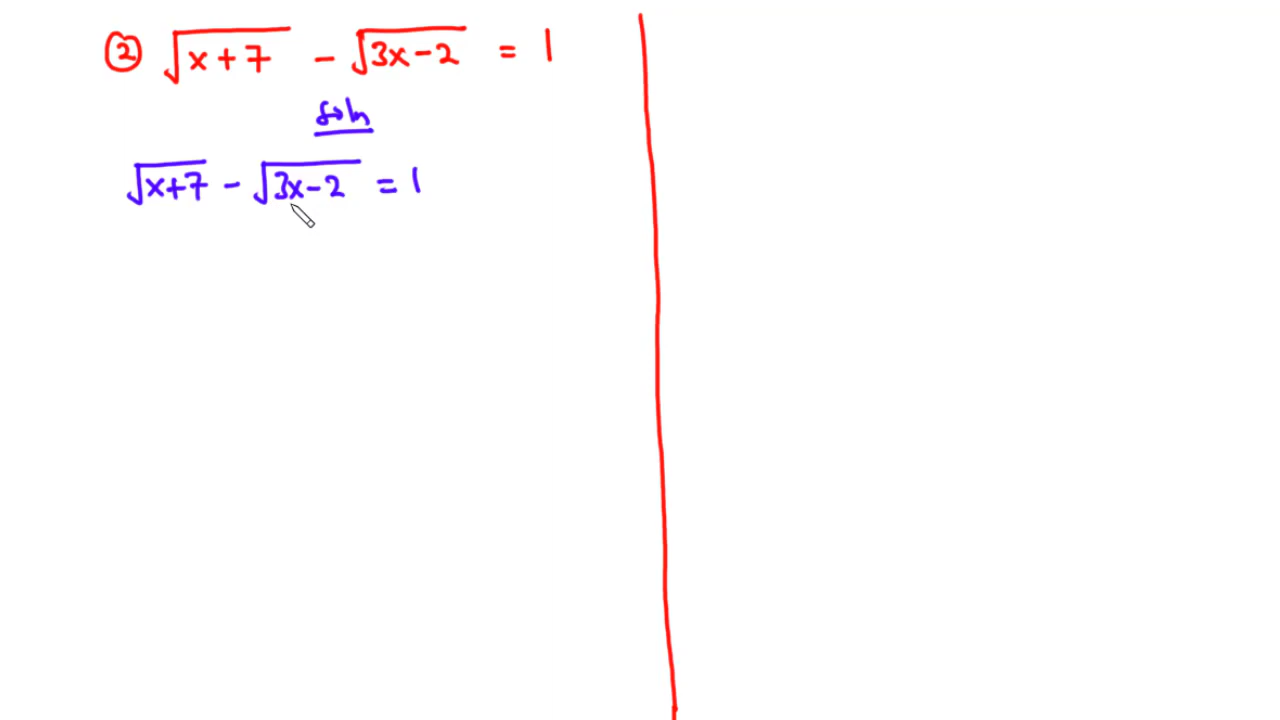 ② √(x+7) - √(3x-2) = 1
soln
√(x+7) - √(3x-2) = 1